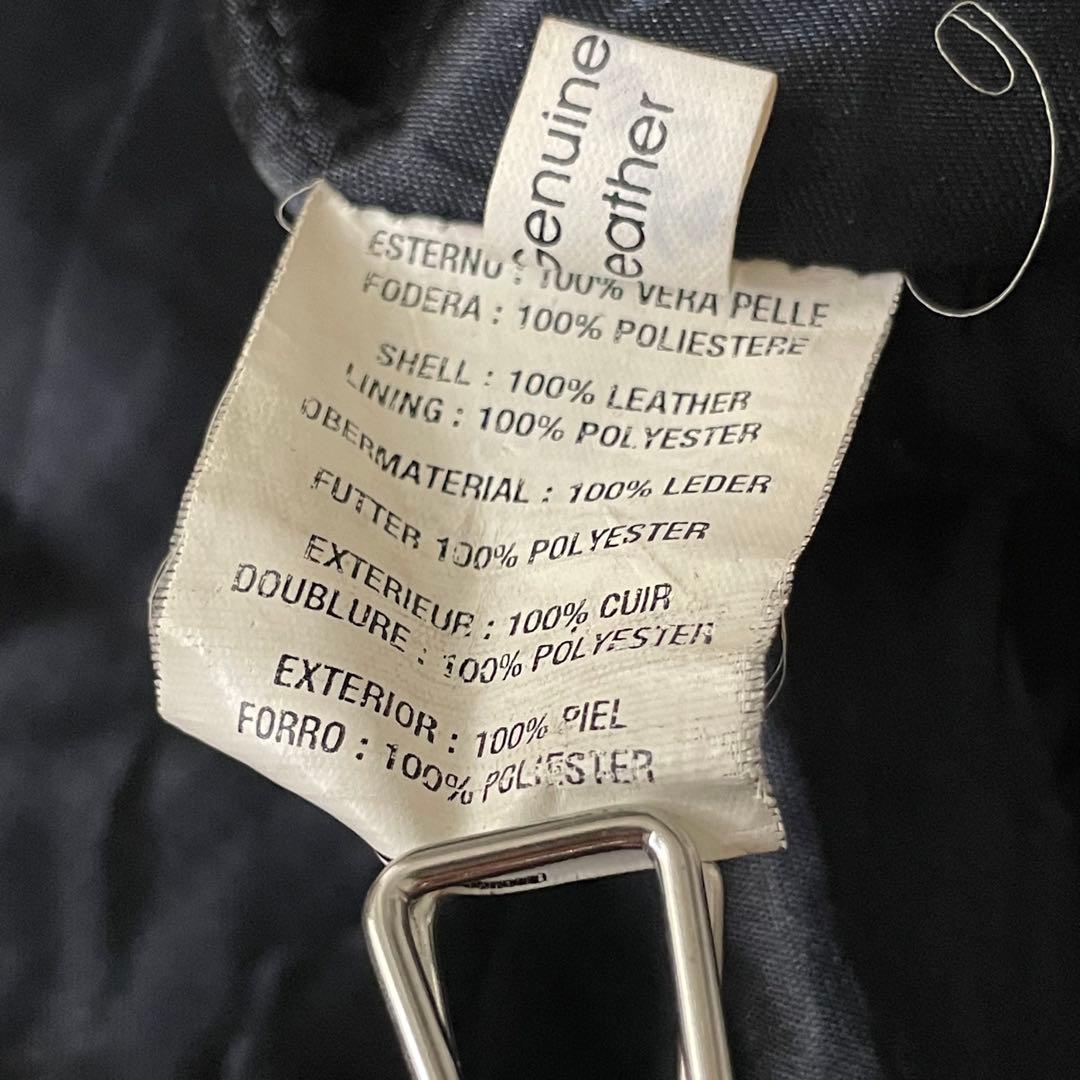 Genuine
eather
ESTERNO : 100% VERA PELLE
FODERA : 100% POLIESTERE
SHELL : 100% LEATHER
LINING : 100% POLYESTER
OBERMATERIAL : 100% LEDER
FUTTER 100% POLYESTER
EXTERIEUR : 100% CUIR
DOUBLURE : 100% POLYESTER
EXTERIOR : 100% PIEL
FORRO : 100% POLIESTER